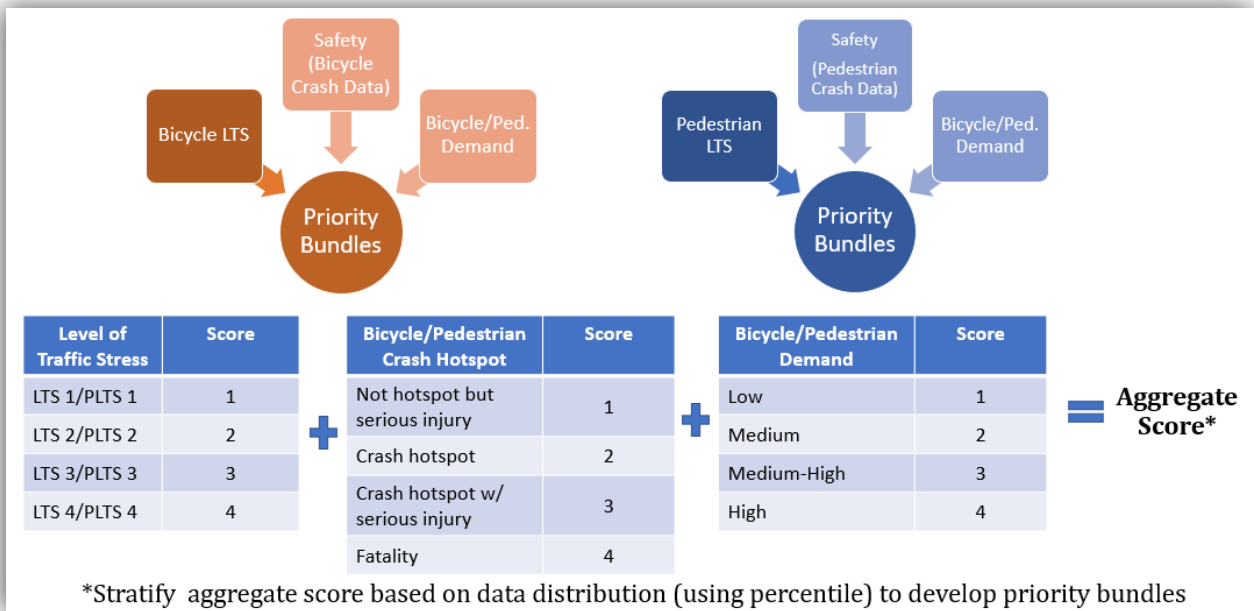 Safety
(Bicycle
Crash Data)
Bicycle LTS
Bicycle/Ped.
Demand
Priority
Bundles
Safety
(Pedestrian
Crash Data)
Pedestrian
LTS
Bicycle/Ped.
Demand
Priority
Bundles
Level of
Traffic Stress
Score
LTS 1/PLTS 1
1
LTS 2/PLTS 2
2
LTS 3/PLTS 3
3
LTS 4/PLTS 4
4
Bicycle/Pedestrian
Crash Hotspot
Score
Not hotspot but
serious injury
1
Crash hotspot
2
Crash hotspot w/
serious injury
3
Fatality
4
Bicycle/Pedestrian
Demand
Score
Low
1
Medium
2
Medium-High
3
High
4
Aggregate
Score*
*Stratify aggregate score based on data distribution (using percentile) to develop priority bundles